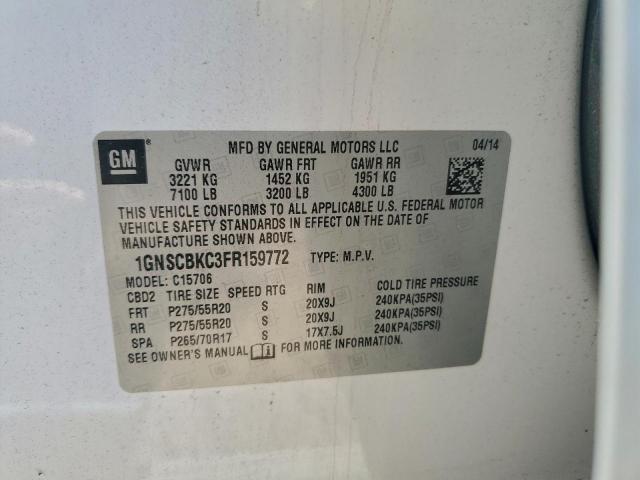 GM ® MFD BY GENERAL MOTORS LLC 04/14
GVWR GAWR FRT GAWR RR
3221 KG 1452 KG 1951 KG
7100 LB 3200 LB 4300 LB
THIS VEHICLE CONFORMS TO ALL APPLICABLE U.S. FEDERAL MOTOR
VEHICLE SAFETY STANDARDS IN EFFECT ON THE DATE OF
MANUFACTURE SHOWN ABOVE.
1GNSCBKC3FR159772 TYPE: M.P.V.
MODEL: C15706
CBD2 TIRE SIZE SPEED RTG RIM COLD TIRE PRESSURE
FRT P275/55R20 S 20X9J 240KPA(35PSI)
RR P275/55R20 S 20X9J 240KPA(35PSI)
SPA P265/70R17 S 17X7.5J 240KPA(35PSI)
SEE OWNER'S MANUAL FOR MORE INFORMATION.